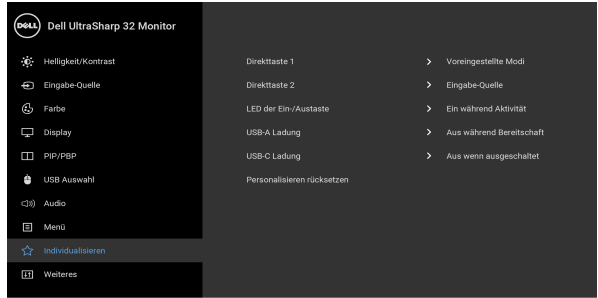 DELL Dell UltraSharp 32 Monitor
Helligkeit/Kontrast Direkttaste 1 Voreingestellte Modi
Eingabe-Quelle Direkttaste 2 Eingabe-Quelle
Farbe LED der Ein-/Austaste Ein während Aktivität
Display USB-A Ladung Aus während Bereitschaft
PIP/PBP USB-C Ladung Aus wenn ausgeschaltet
USB Auswahl Personalisieren rücksetzen
Audio
Menü
Individualisieren
Weiteres